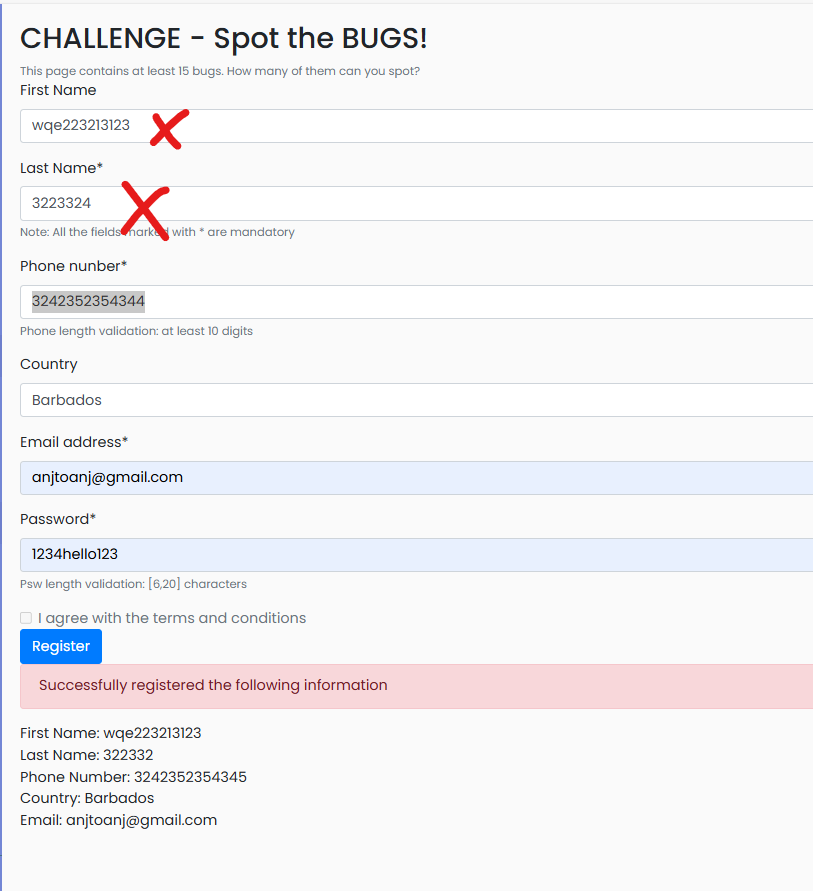 CHALLENGE - Spot the BUGS!
This page contains at least 15 bugs. How many of them can you spot?
First Name
wqe223213123
Last Name*
3223324
Note: All the fields marked with * are mandatory
Phone nunber*
3242352354344
Phone length validation: at least 10 digits
Country
Barbados
Email address*
anjtoanj@gmail.com
Password*
1234hello123
Psw length validation: [6,20] characters
I agree with the terms and conditions
Register
Successfully registered the following information
First Name: wqe223213123
Last Name: 322332
Phone Number: 3242352354345
Country: Barbados
Email: anjtoanj@gmail.com